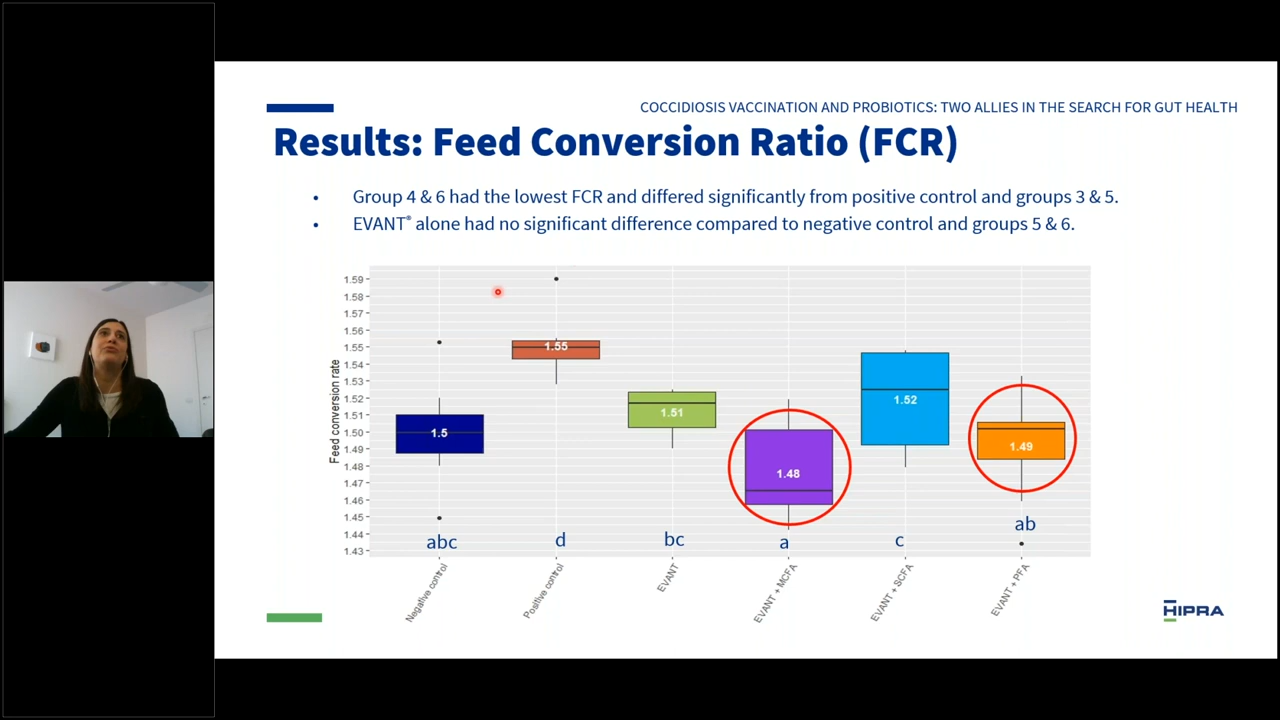 COCCIDIOSIS VACCINATION AND PROBIOTICS: TWO ALLIES IN THE SEARCH FOR GUT HEALTH
Results: Feed Conversion Ratio (FCR)
• Group 4 & 6 had the lowest FCR and differed significantly from positive control and groups 3 & 5.
• EVANT® alone had no significant difference compared to negative control and groups 5 & 6.
Feed conversion rate
1.59
1.58
1.57
1.56
1.55
1.54
1.53
1.52
1.51
1.50
1.49
1.48
1.47
1.46
1.45
1.44
1.43
1.5
1.55
1.51
1.48
1.52
1.49
abc
d
bc
a
c
ab
Negative control
Positive control
EVANT
EVANT + MCFA
EVANT + SCFA
EVANT + PFA
HIPRA